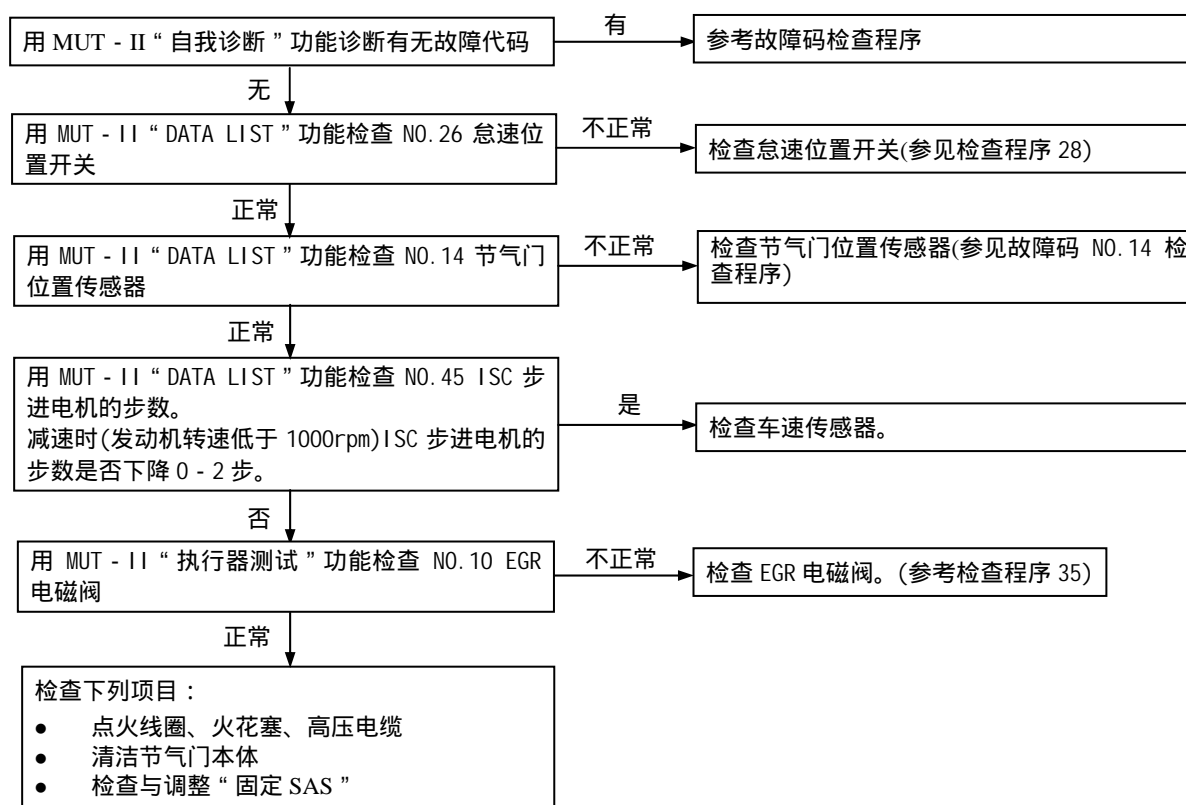 用 MUT - II“自我诊断”功能诊断有无故障代码
有
参考故障码检查程序
无
用 MUT - II“DATA LIST”功能检查 NO.26 怠速位
置开关
不正常
检查怠速位置开关(参见检查程序 28)
正常
用 MUT - II“DATA LIST”功能检查 NO.14 节气门
位置传感器
不正常
检查节气门位置传感器(参见故障码 NO.14 检
查程序)
正常
用 MUT - II“DATA LIST”功能检查 NO.45 ISC 步
进电机的步数。
减速时(发动机转速低于 1000rpm)ISC 步进电机的
步数是否下降 0 - 2 步。
是
检查车速传感器。
否
用 MUT - II“执行器测试”功能检查 NO.10 EGR
电磁阀
不正常
检查 EGR 电磁阀。(参考检查程序 35)
正常
检查下列项目：
● 点火线圈、火花塞、高压电缆
● 清洁节气门本体
● 检查与调整“固定 SAS”